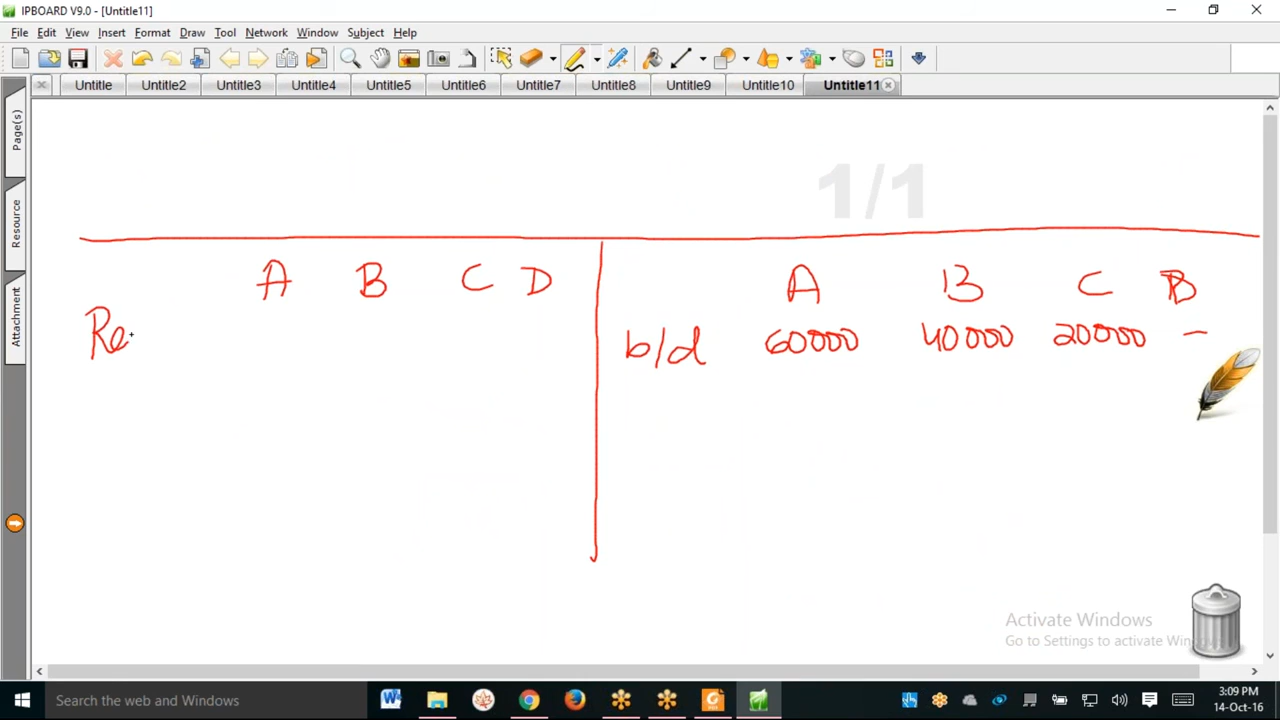 IPBOARD V9.0 - [Untitle11]
File Edit View Insert Format Draw Tool Network Window Subject Help
Untitle Untitle2 Untitle3 Untitle4 Untitle5 Untitle6 Untitle7 Untitle8 Untitle9 Untitle10 Untitle11
Page(s)
Resource
Attachment
1/1
A B C D A B C B
Re b/d 60000 40000 20000 -
Activate Windows
Go to Settings to activate Windows
Search the web and Windows
3:09 PM
14-Oct-16